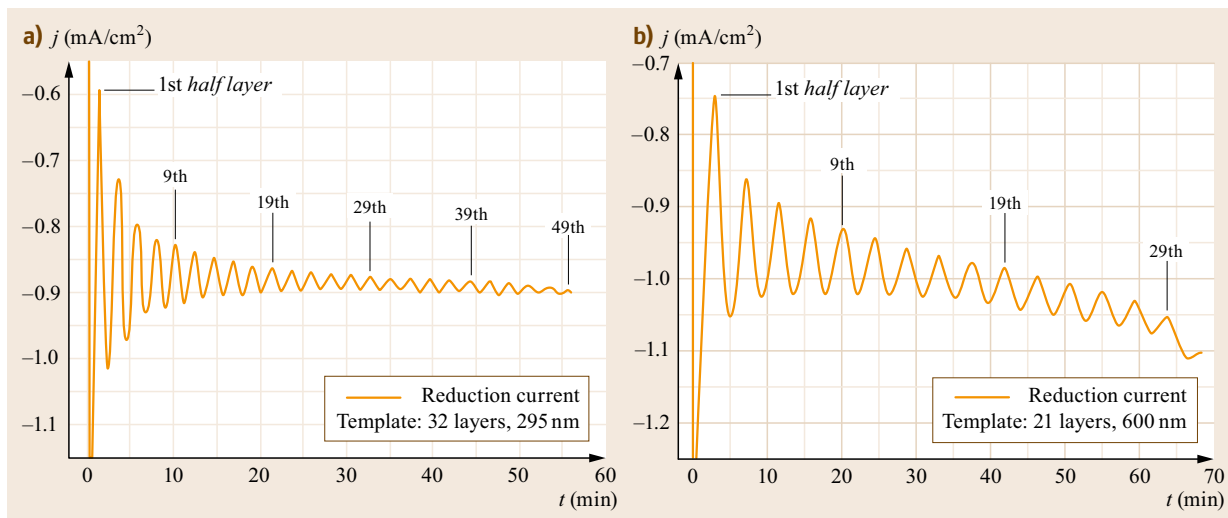 a) j (mA/cm²)
−0.6
−0.7
−0.8
−0.9
−1.0
−1.1
1st half layer
9th
19th
29th
39th
49th
Reduction current
Template: 32 layers, 295 nm
0 10 20 30 40 50 60
t (min)
b) j (mA/cm²)
−0.7
−0.8
−0.9
−1.0
−1.1
−1.2
1st half layer
9th
19th
29th
Reduction current
Template: 21 layers, 600 nm
0 10 20 30 40 50 60 70
t (min)